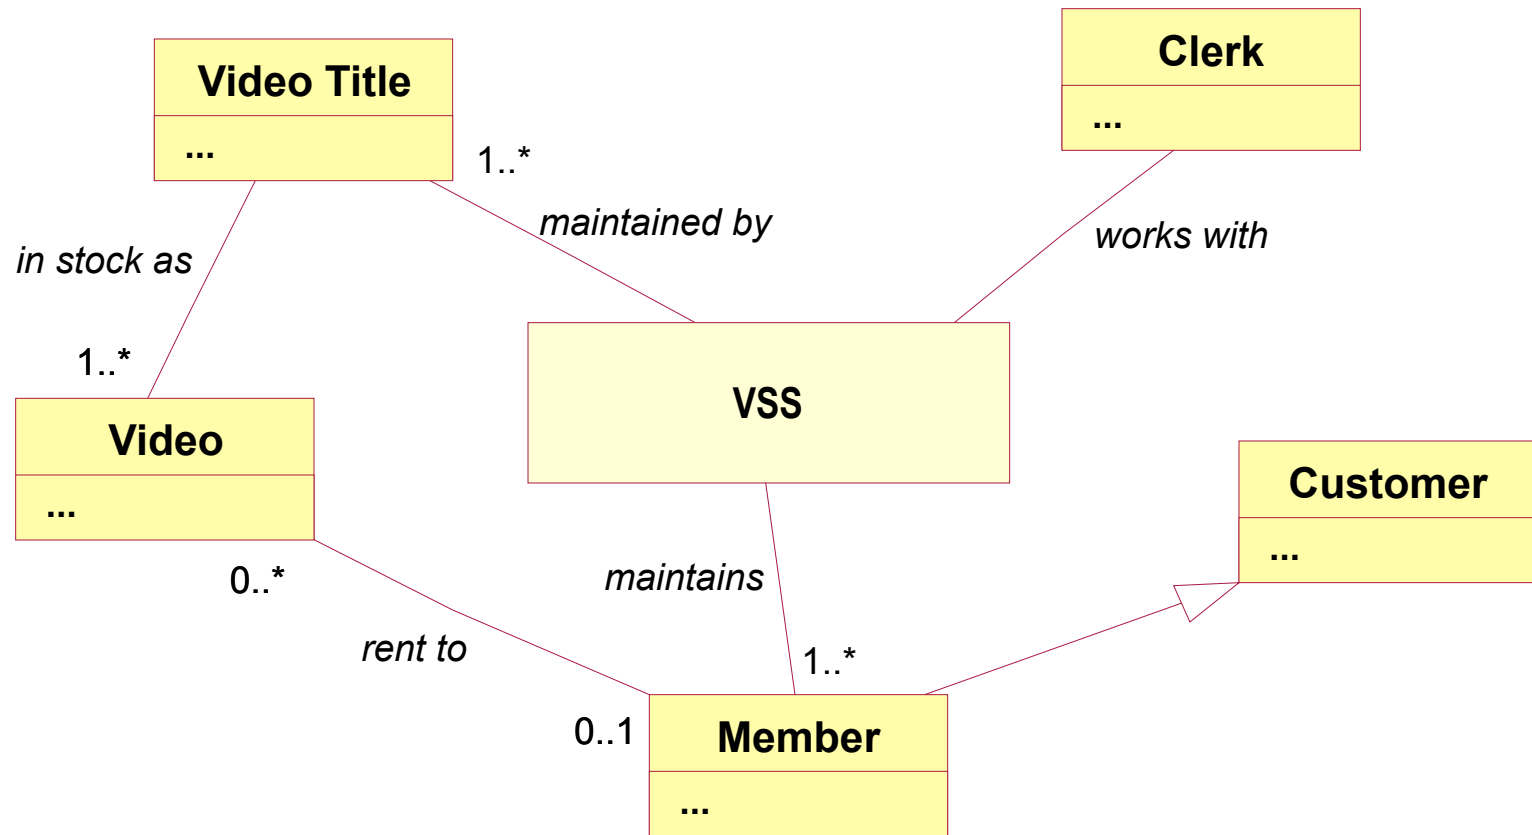 Clerk
...
Video Title
...
1..*
maintained by
works with
in stock as
1..*
VSS
Video
...
Customer
...
0..*
maintains
rent to
1..*
0..1
Member
...